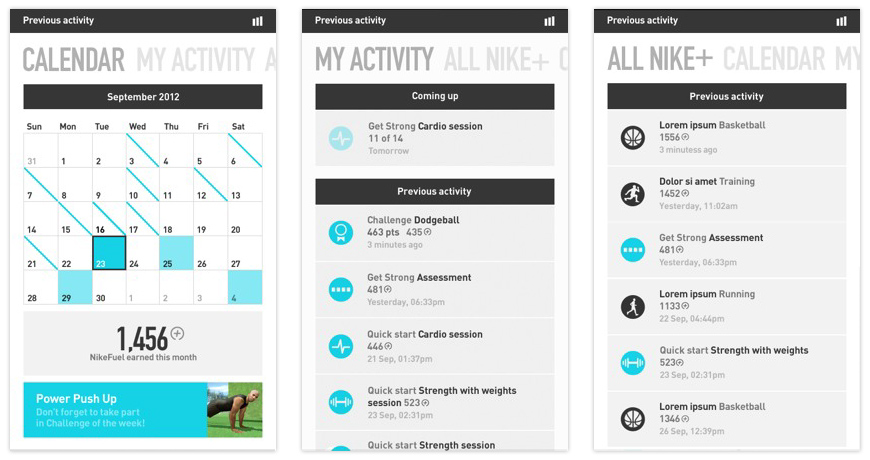 Previous activity
CALENDAR MY ACTIVITY A
September 2012
Sun Mon Tue Wed Thu Fri Sat
31 1 2 3 4 5 6
7 8 9 10 11 12 13
14 15 16 17 18 19 20
21 22 23 24 25 26 27
28 29 30 1 2 3 4
1,456
NikeFuel earned this month
Power Push Up
Don't forget to take part
in Challenge of the week!
Previous activity
MY ACTIVITY ALL NIKE+ C
Coming up
Get Strong Cardio session
11 of 14
Tomorrow
Previous activity
Challenge Dodgeball
463 pts 435
3 minutes ago
Get Strong Assessment
481
Yesterday, 06:33pm
Quick start Cardio session
446
21 Sep, 01:37pm
Quick start Strength with weights
session 523
23 Sep, 02:31pm
Quick start Strength session
Previous activity
ALL NIKE+ CALENDAR MY
Previous activity
Lorem ipsum Basketball
1556
3 minutess ago
Dolor si amet Training
1452
Yesterday, 11:02am
Get Strong Assessment
481
Yesterday, 06:33pm
Lorem ipsum Running
1133
22 Sep, 04:44pm
Quick start Strength with weights
523
23 Sep, 02:31pm
Lorem ipsum Basketball
1346
26 Sep, 12:39pm